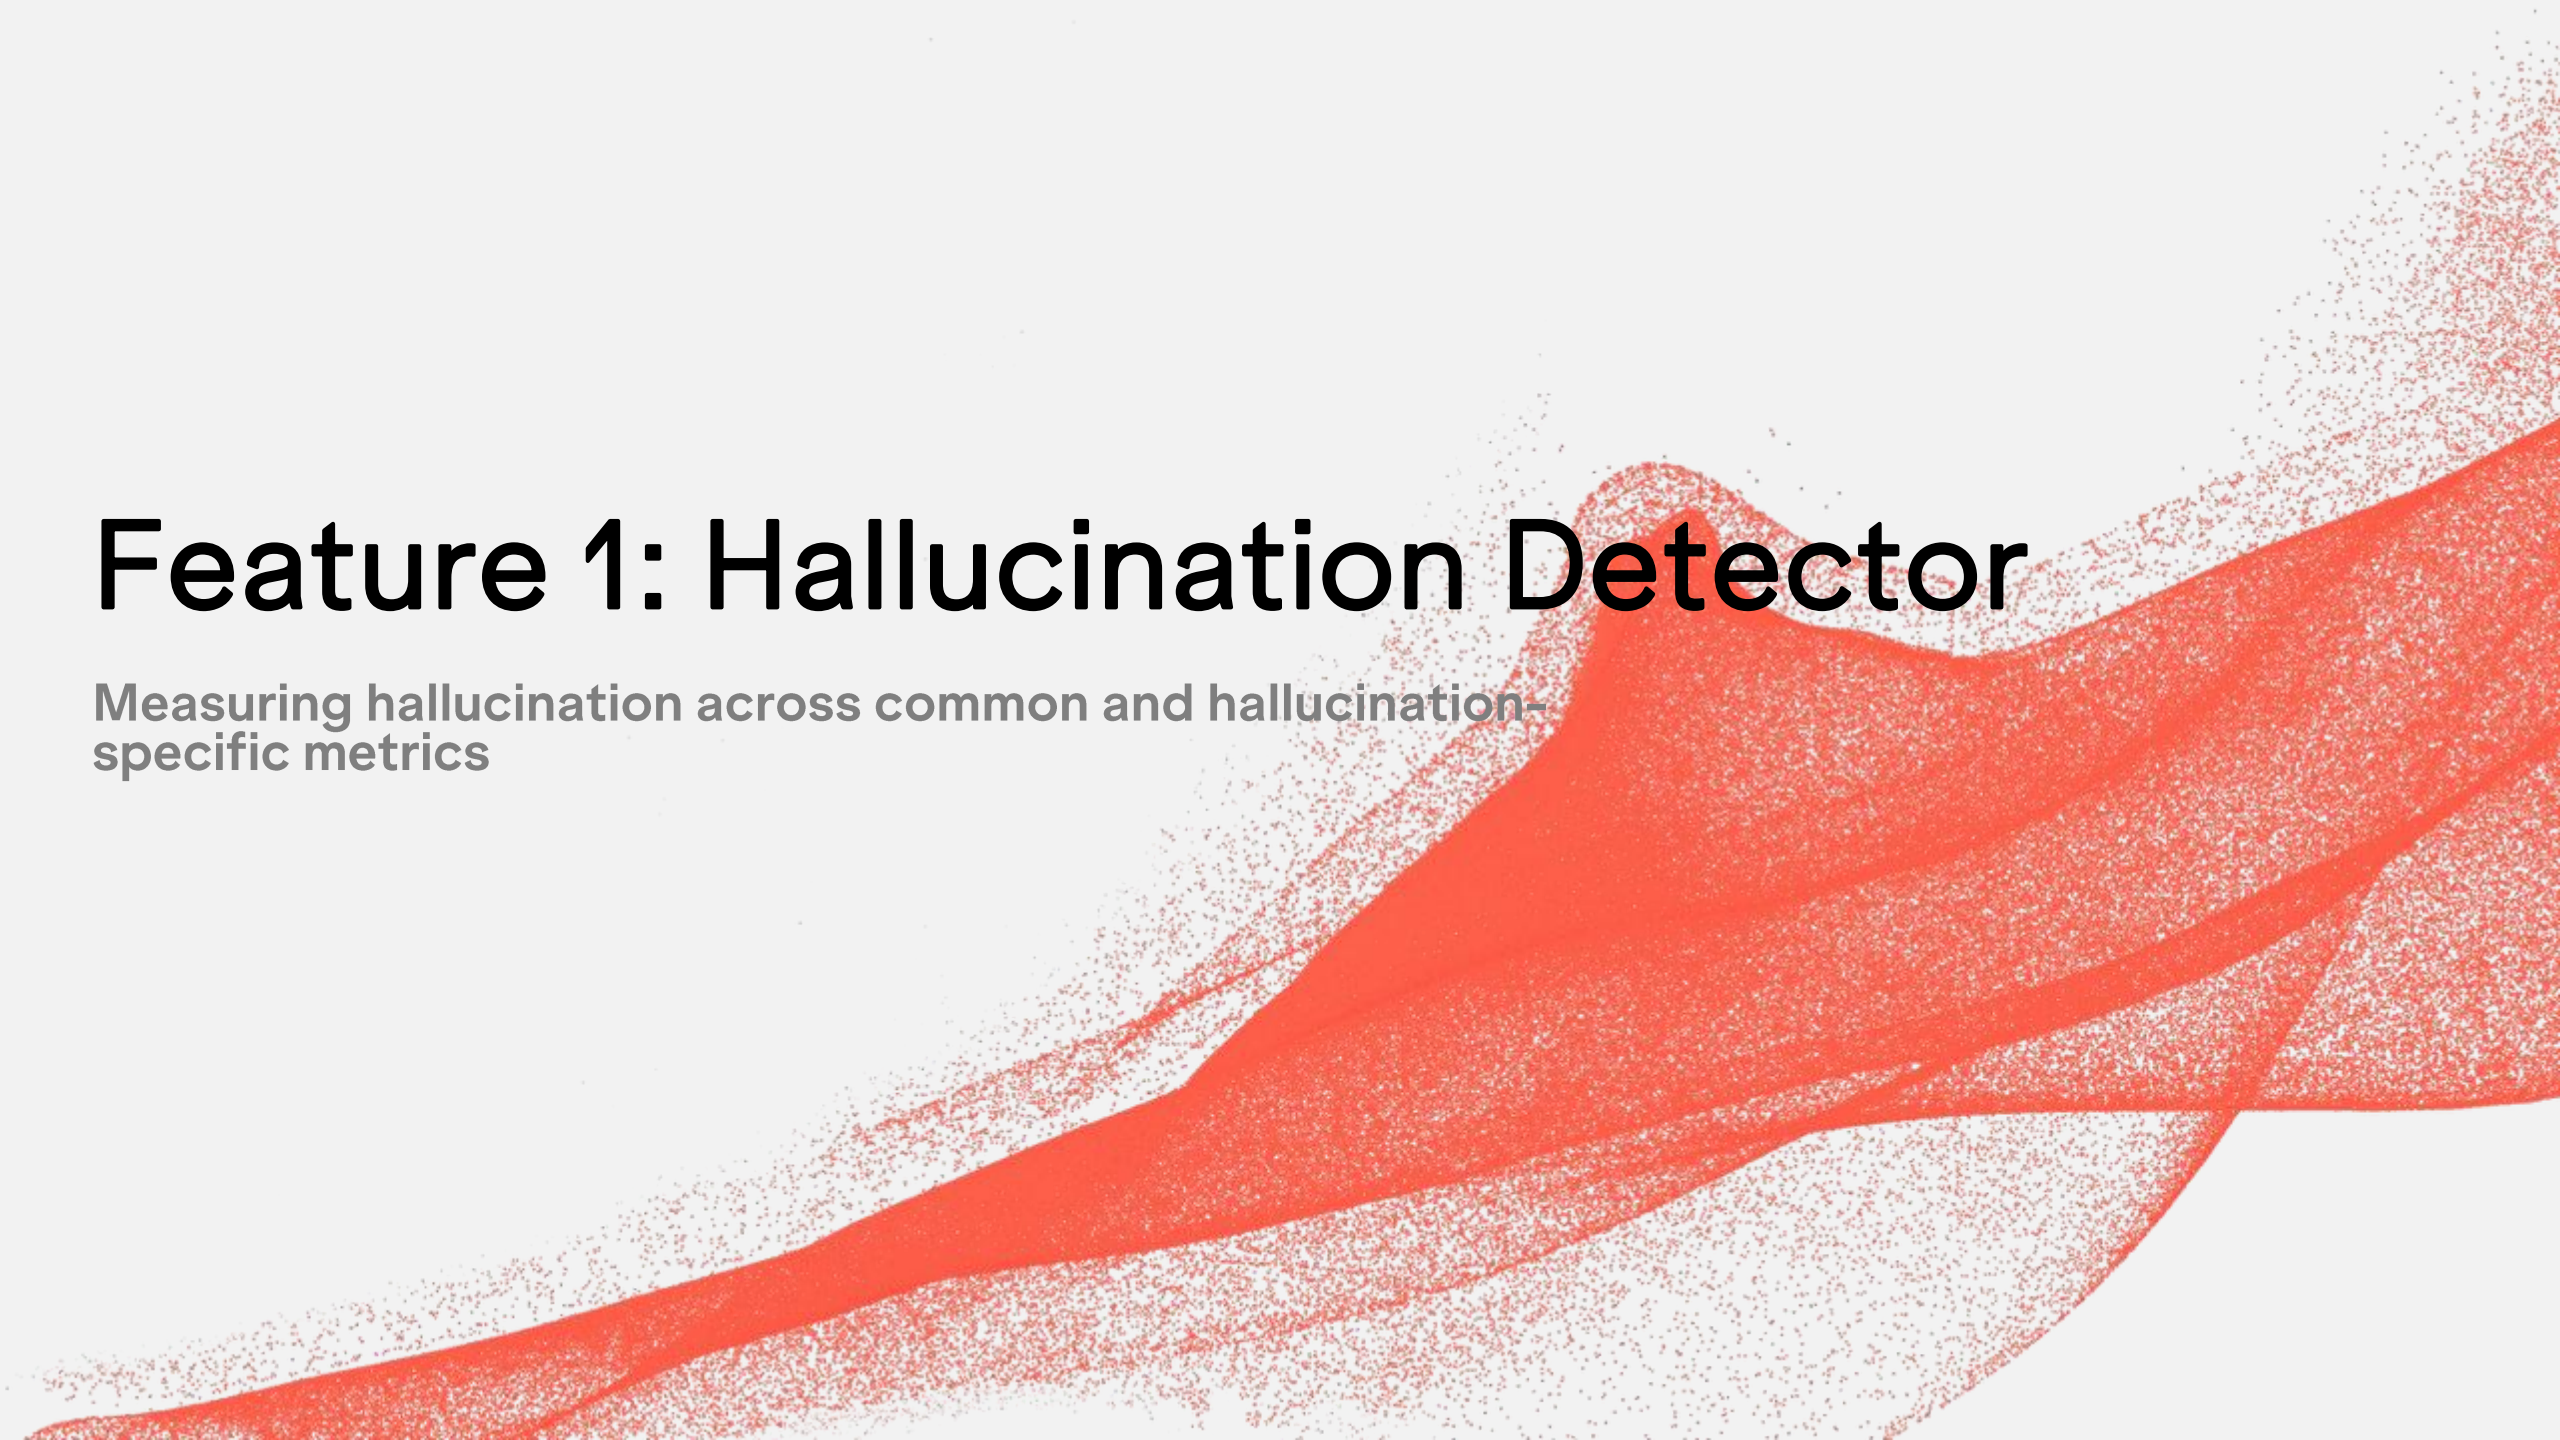 Feature 1: Hallucination Detector
Measuring hallucination across common and hallucination-
specific metrics